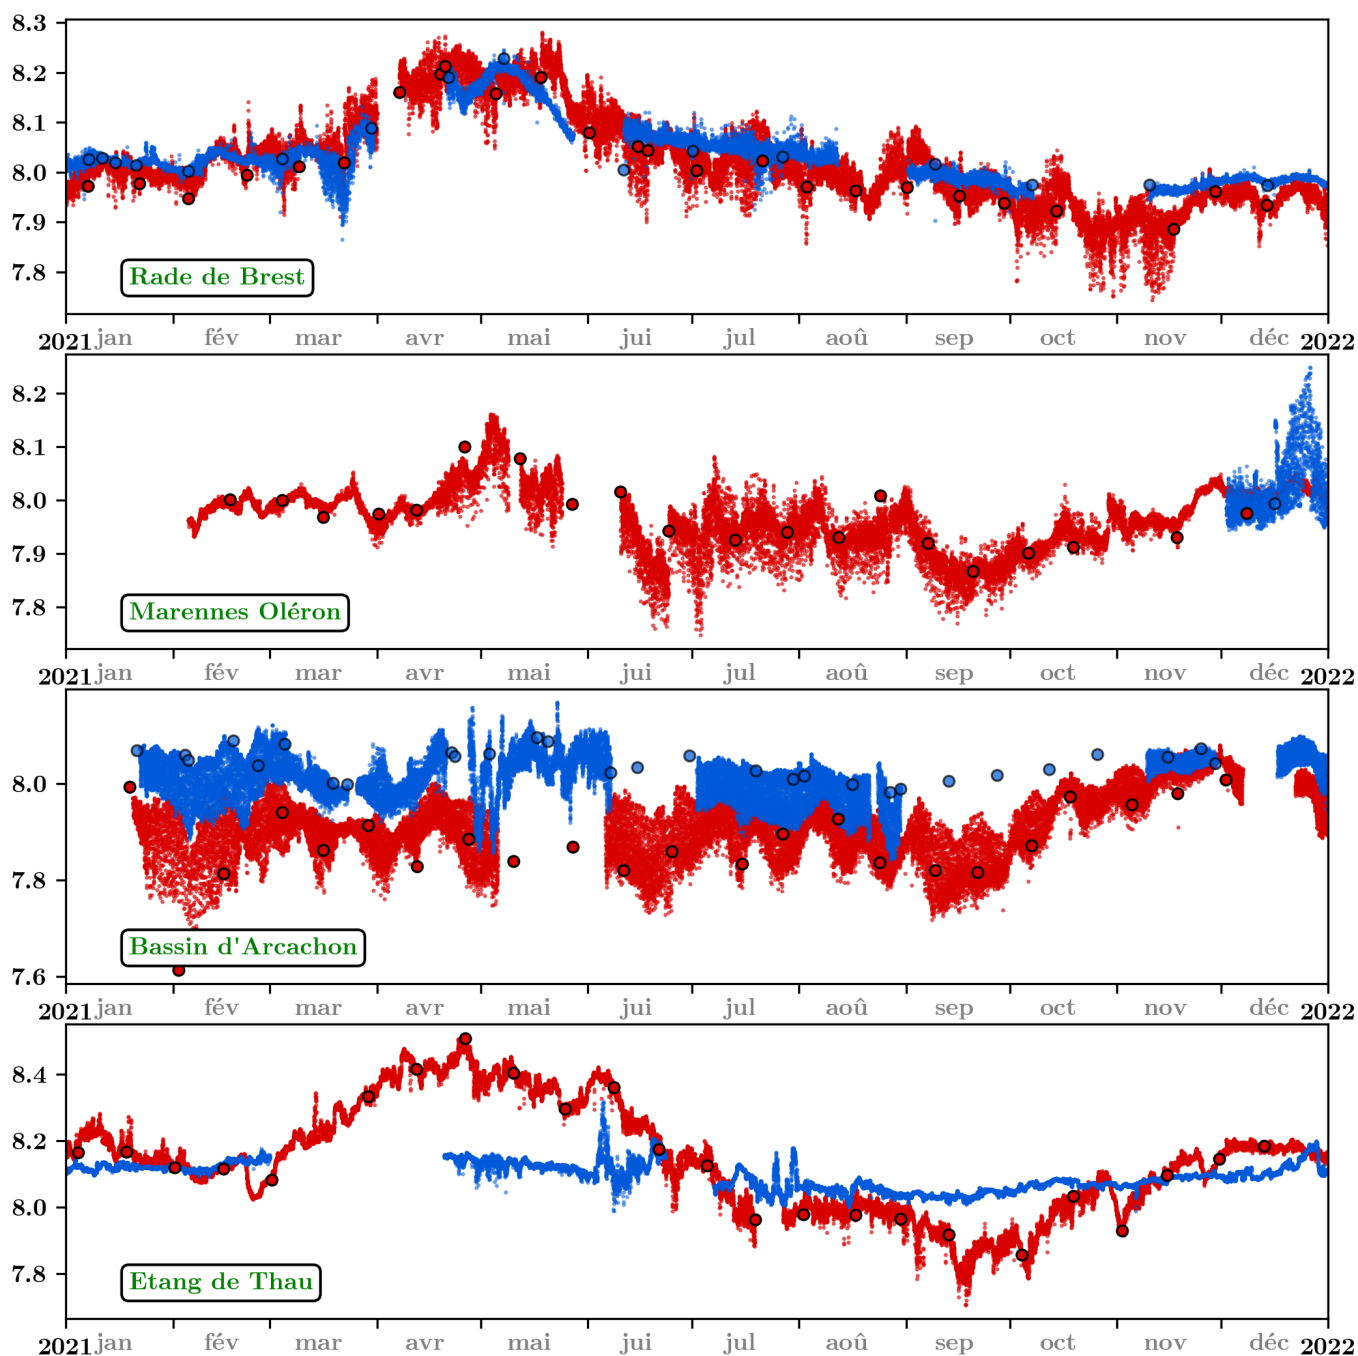 8.3
8.2
8.1
8.0
7.9
7.8
Rade de Brest
2021 jan fév mar avr mai jui jul aoû sep oct nov déc 2022
8.2
8.1
8.0
7.9
7.8
Marennes Oléron
2021 jan fév mar avr mai jui jul aoû sep oct nov déc 2022
8.0
7.8
Bassin d'Arcachon
7.6
2021 jan fév mar avr mai jui jul aoû sep oct nov déc 2022
8.4
8.2
8.0
7.8
Etang de Thau
2021 jan fév mar avr mai jui jul aoû sep oct nov déc 2022